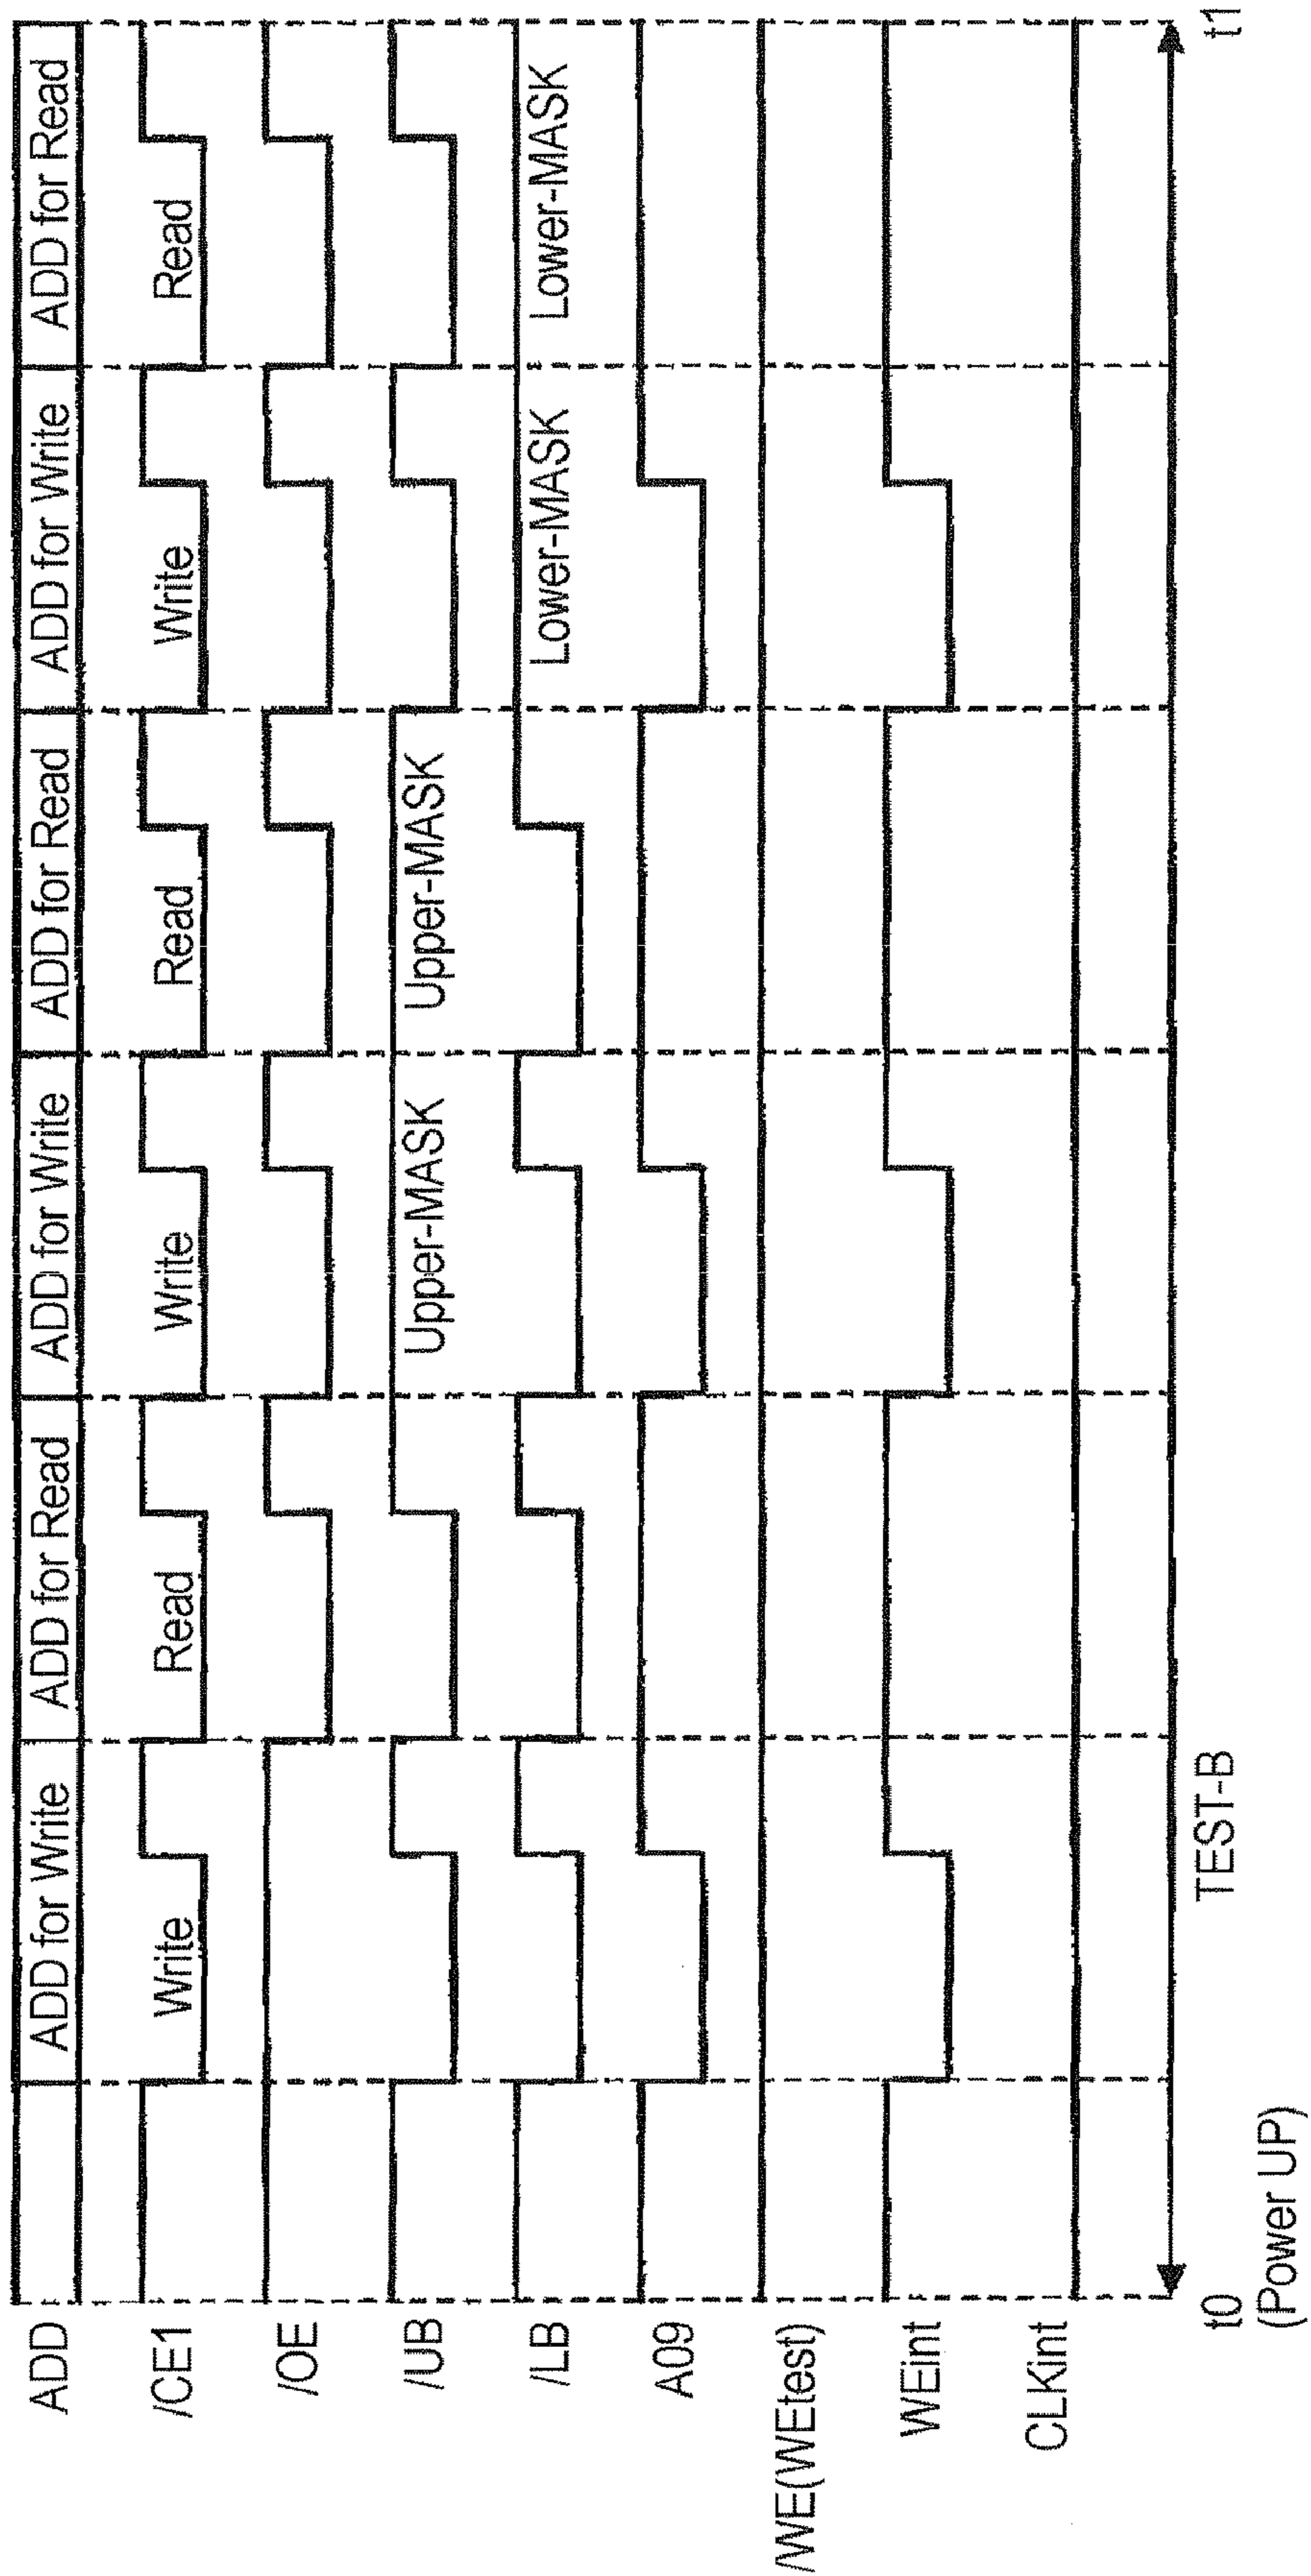 ADD ADD for Write ADD for Read ADD for Write ADD for Read ADD for Write ADD for Read
/CE1 Write Read Write Read Write Read
/OE
/UB Upper-MASK Upper-MASK
/LB Lower-MASK Lower-MASK
A09
/WE(WEtest)
WEint
CLKint
t0 TEST-B t1
(Power UP)